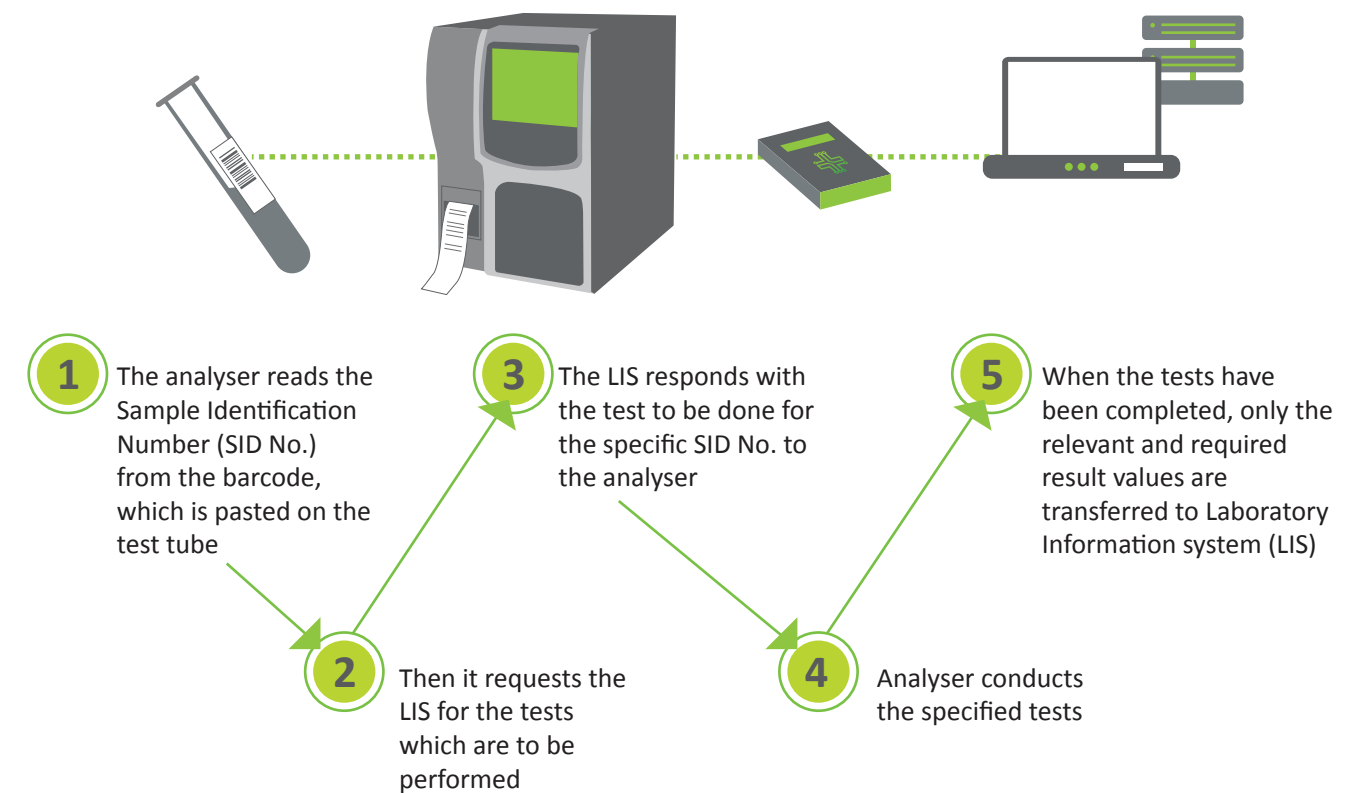 1
The analyser reads the
Sample Identification
Number (SID No.)
from the barcode,
which is pasted on the
test tube
2
Then it requests the
LIS for the tests
which are to be
performed
3
The LIS responds with
the test to be done for
the specific SID No. to
the analyser
4
Analyser conducts
the specified tests
5
When the tests have
been completed, only the
relevant and required
result values are
transferred to Laboratory
Information system (LIS)